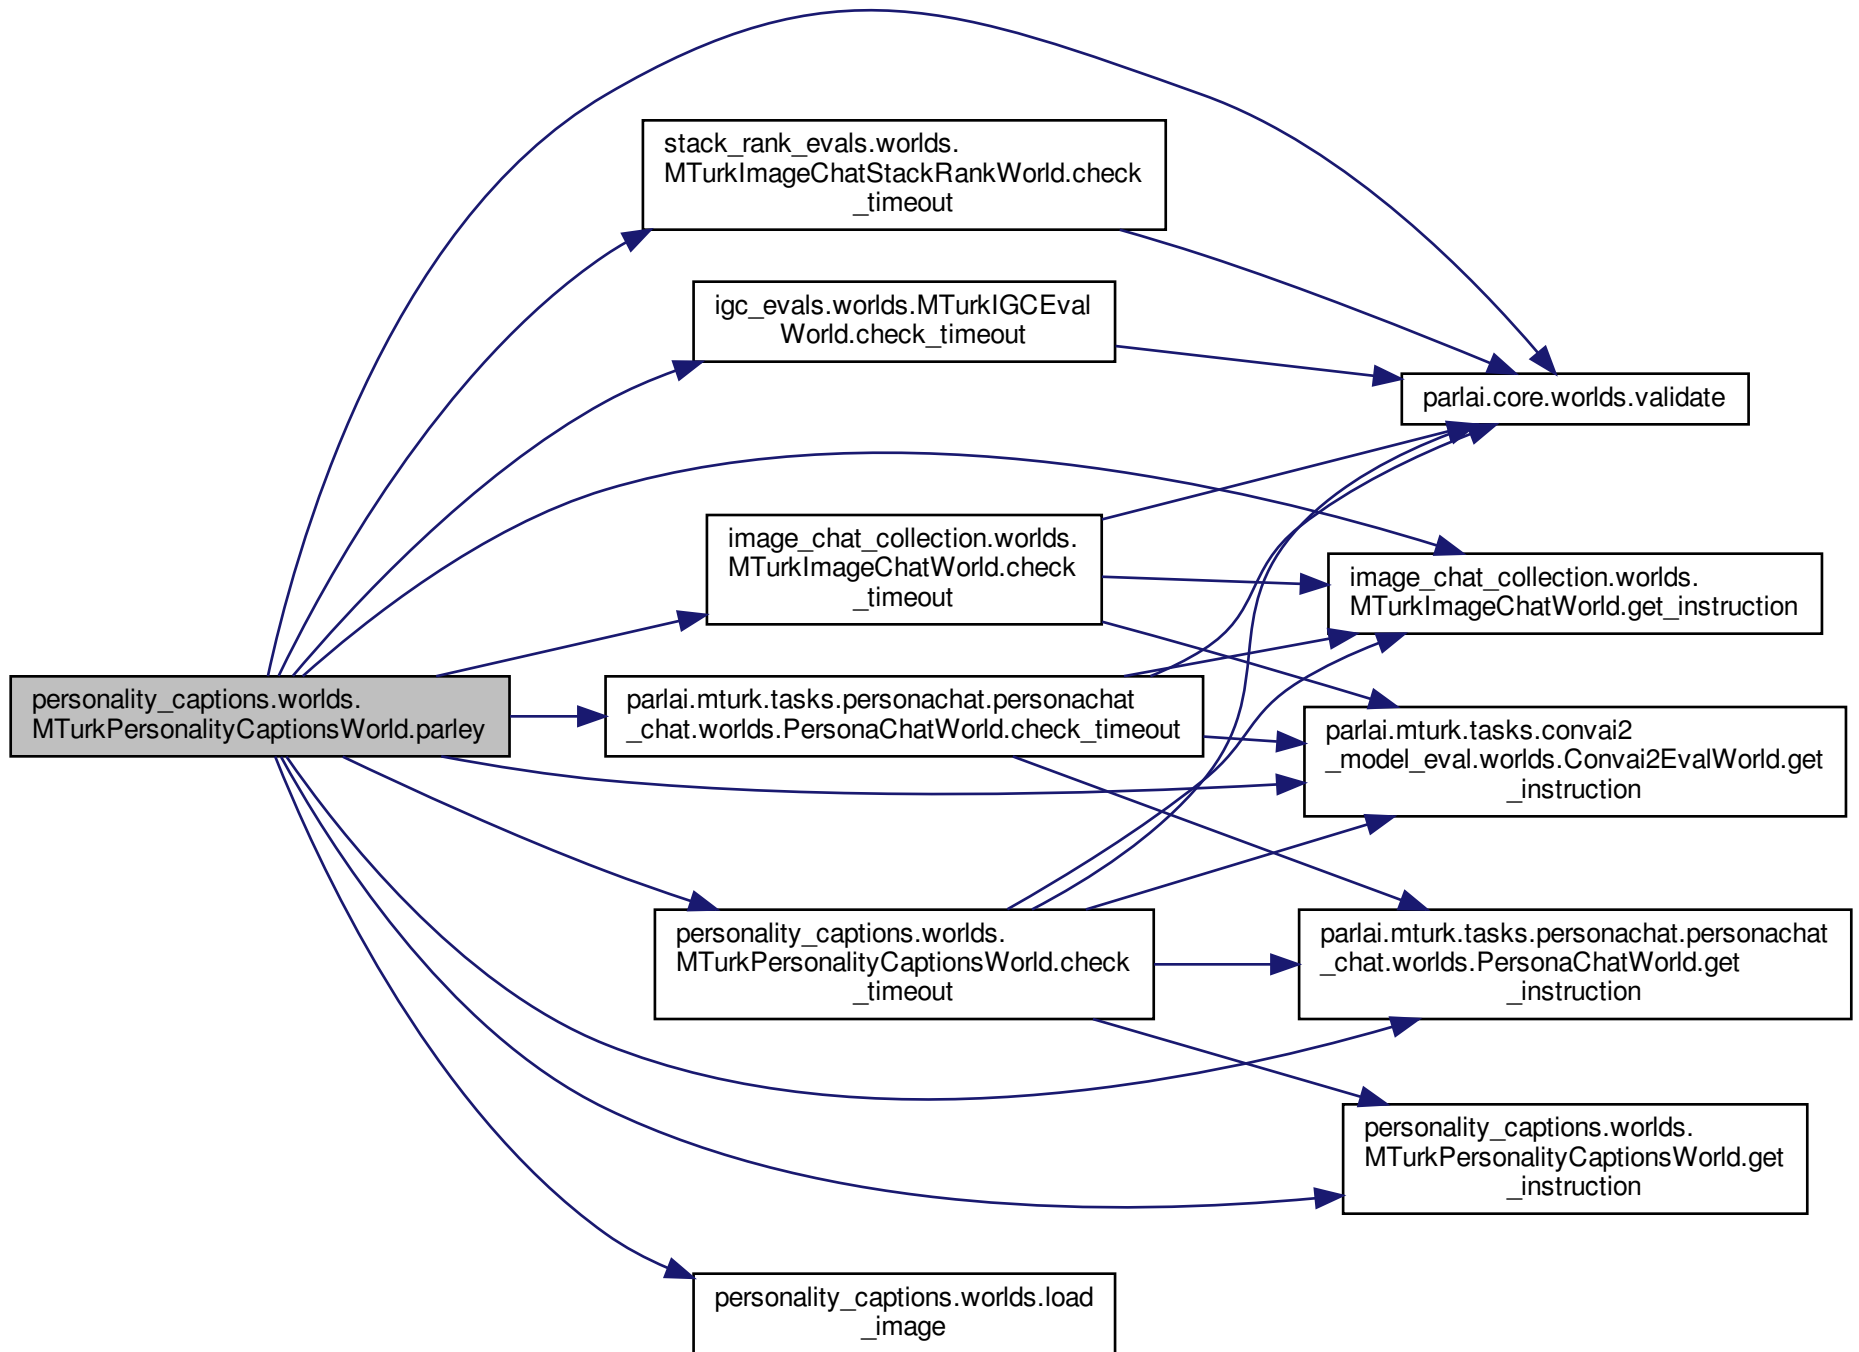 stack_rank_evals.worlds.
MTurkImageChatStackRankWorld.check
_timeout
igc_evals.worlds.MTurkIGCEval
World.check_timeout
parlai.core.worlds.validate
image_chat_collection.worlds.
MTurkImageChatWorld.check
_timeout
image_chat_collection.worlds.
MTurkImageChatWorld.get_instruction
personality_captions.worlds.
MTurkPersonalityCaptionsWorld.parley
parlai.mturk.tasks.personachat.personachat
_chat.worlds.PersonaChatWorld.check_timeout
parlai.mturk.tasks.convai2
_model_eval.worlds.Convai2EvalWorld.get
_instruction
personality_captions.worlds.
MTurkPersonalityCaptionsWorld.check
_timeout
parlai.mturk.tasks.personachat.personachat
_chat.worlds.PersonaChatWorld.get
_instruction
personality_captions.worlds.
MTurkPersonalityCaptionsWorld.get
_instruction
personality_captions.worlds.load
_image